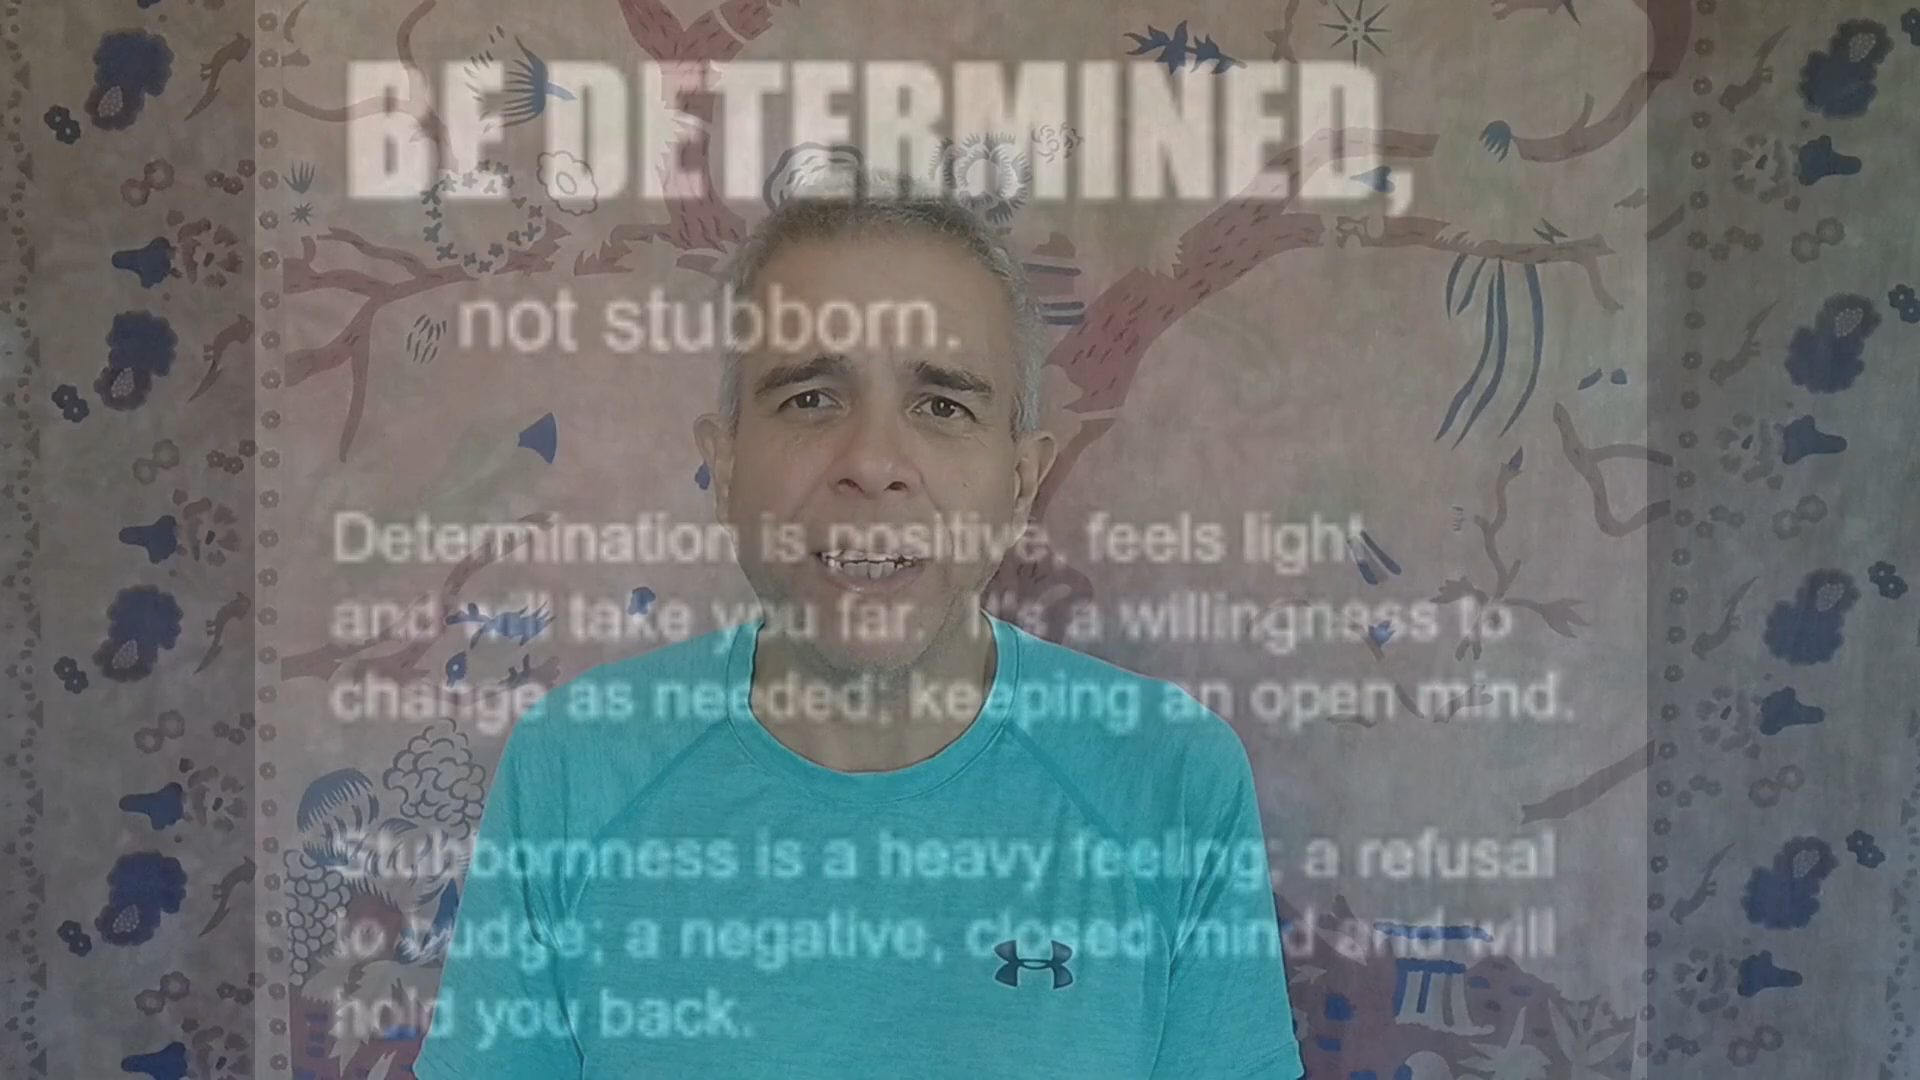 BE DETERMINED,
not stubborn.
Determination is positive, feels light
and will take you far. It's a willingness to
change as needed; keeping an open mind.
Stubbornness is a heavy feeling; a refusal
to budge; a negative, closed mind and will
hold you back.